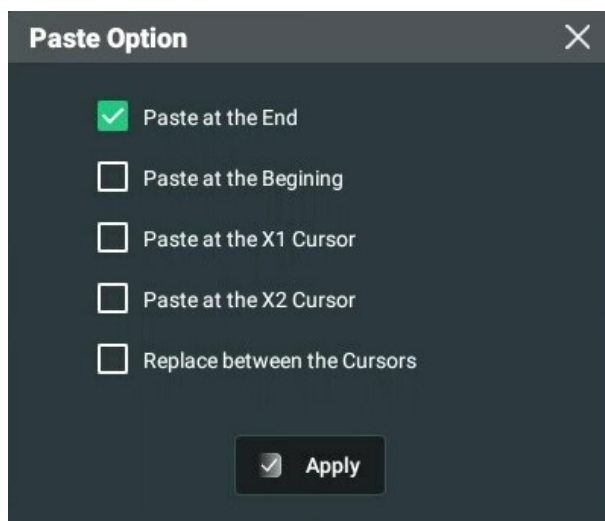 Paste Option
Paste at the End
Paste at the Begining
Paste at the X1 Cursor
Paste at the X2 Cursor
Replace between the Cursors
Apply